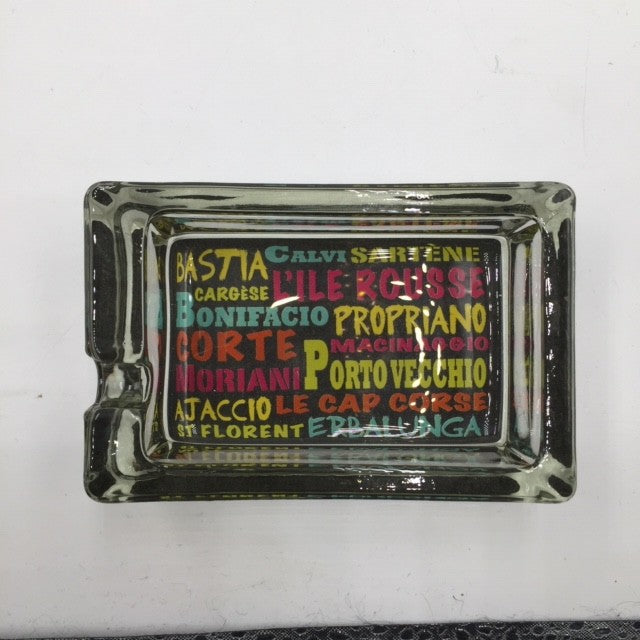 BASTIA CALVI SARTÈNE
CARGÈSE L'ILE ROUSSE
BONIFACIO PROPRIANO
CORTE MACINAGGIO
MORIANI PORTO VECCHIO
AJACCIO LE CAP CORSE
ST FLORENT ERBALUNGA